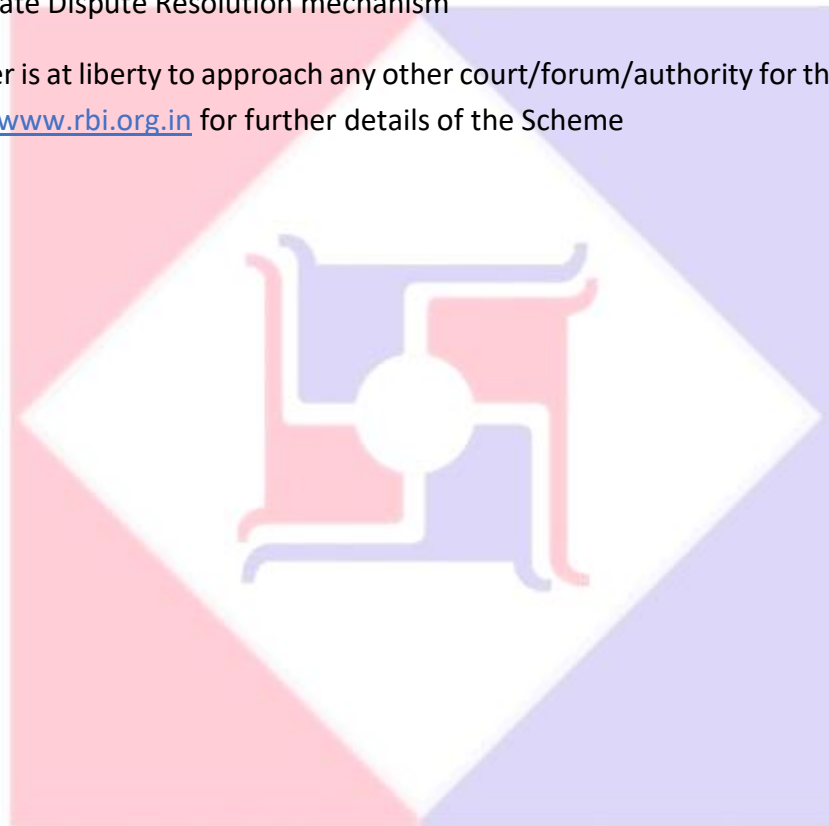 ate Dispute Resolution mechanism
er is at liberty to approach any other court/forum/authority for th
www.rbi.org.in for further details of the Scheme